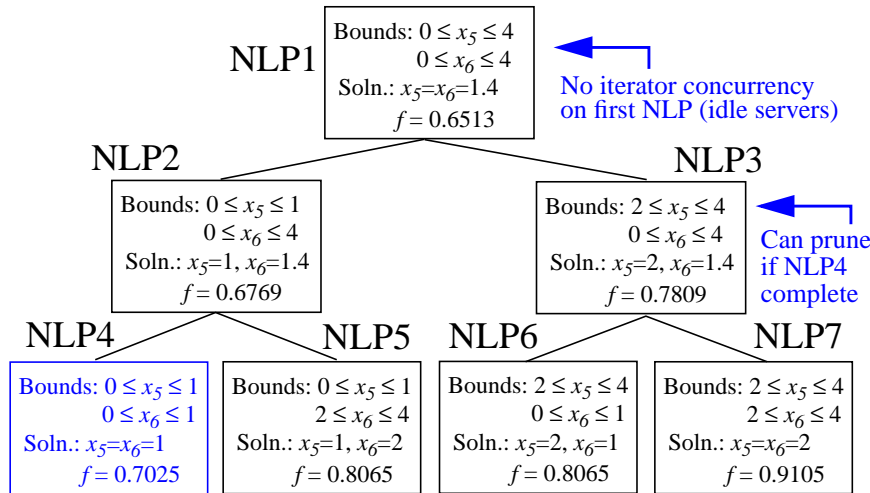 NLP1
Bounds: 0 ≤ x5 ≤ 4
0 ≤ x6 ≤ 4
Soln.: x5=x6=1.4
f = 0.6513
No iterator concurrency
on first NLP (idle servers)
NLP2
Bounds: 0 ≤ x5 ≤ 1
0 ≤ x6 ≤ 4
Soln.: x5=1, x6=1.4
f = 0.6769
NLP3
Bounds: 2 ≤ x5 ≤ 4
0 ≤ x6 ≤ 4
Soln.: x5=2, x6=1.4
f = 0.7809
Can prune
if NLP4
complete
NLP4
Bounds: 0 ≤ x5 ≤ 1
0 ≤ x6 ≤ 1
Soln.: x5=x6=1
f = 0.7025
NLP5
Bounds: 0 ≤ x5 ≤ 1
2 ≤ x6 ≤ 4
Soln.: x5=1, x6=2
f = 0.8065
NLP6
Bounds: 2 ≤ x5 ≤ 4
0 ≤ x6 ≤ 1
Soln.: x5=2, x6=1
f = 0.8065
NLP7
Bounds: 2 ≤ x5 ≤ 4
2 ≤ x6 ≤ 4
Soln.: x5=x6=2
f = 0.9105